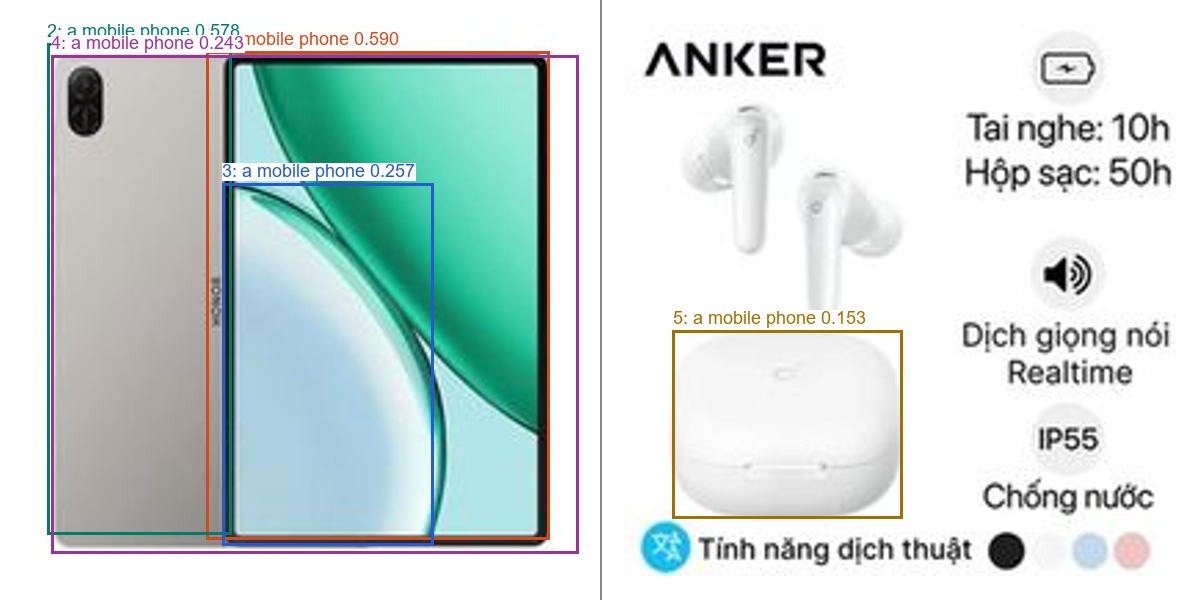 2: a mobile phone 0.578
4: a mobile phone 0.243
mobile phone 0.590
3: a mobile phone 0.257
HONOR
ANKER
Tai nghe: 10h
Hộp sạc: 50h
5: a mobile phone 0.153
Dịch giọng nói
Realtime
IP55
Chống nước
Tính năng dịch thuật